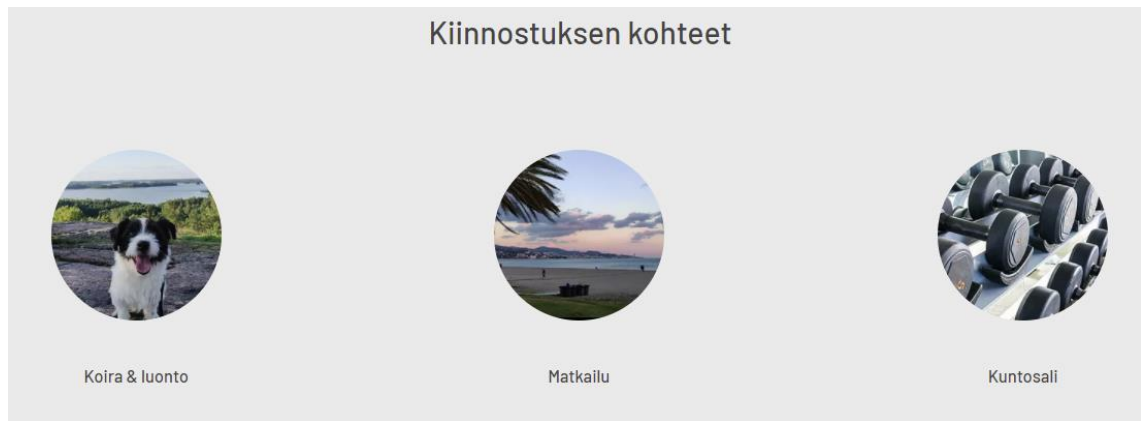 Kiinnostuksen kohteet
Koira & luonto
Matkailu
Kuntosali